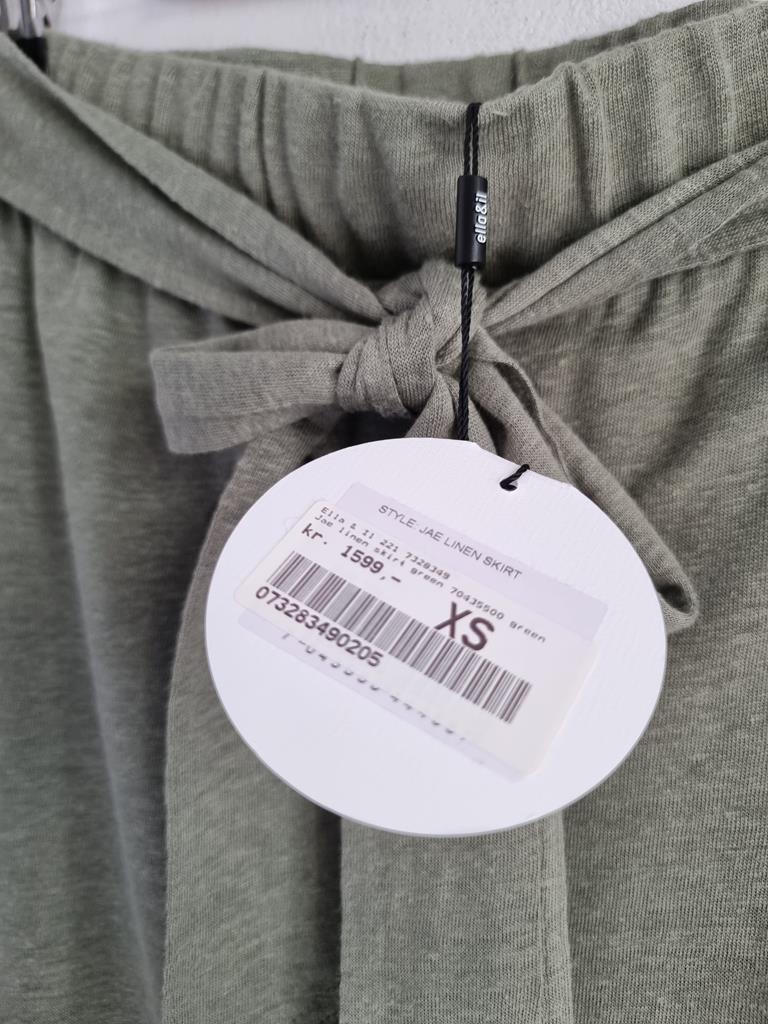 ella&il
STYLE: JAE LINEN SKIRT
Ella & Il 221 7328349
Jae linen skirt green 70435500 green
kr. 1599,-
XS
073283490205